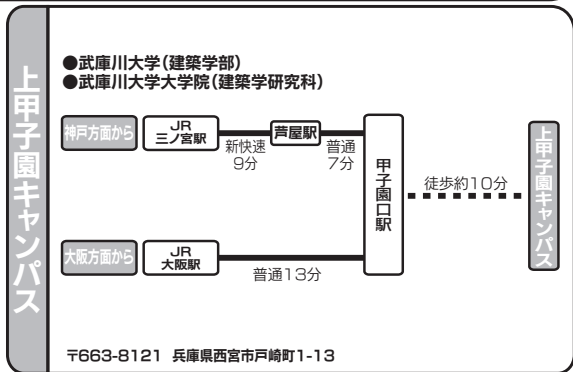 上甲子園キャンパス
●武庫川大学(建築学部)
●武庫川大学大学院(建築学研究科)
神戸方面から
JR
三ノ宮駅
新快速
9分
芦屋駅
普通
7分
甲子園口駅
徒歩約10分
上甲子園キャンパス
大阪方面から
JR
大阪駅
普通13分
〒663-8121 兵庫県西宮市戸崎町1-13